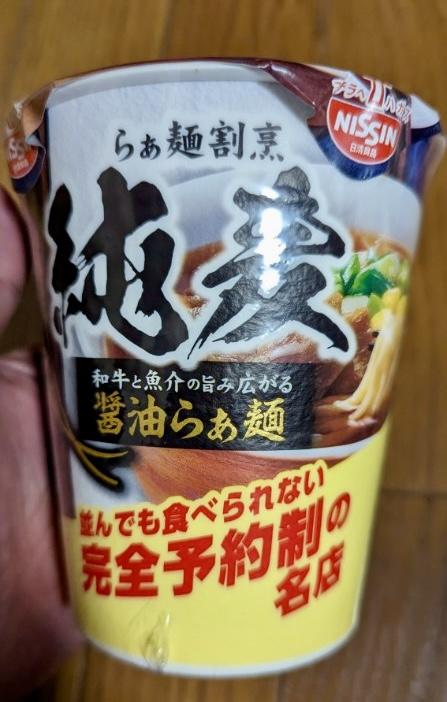 らぁ麺割烹
純麦
NISSIN
日清食品
和牛と魚介の旨み広がる
醤油らぁ麺
並んでも食べられない
完全予約制の
名店